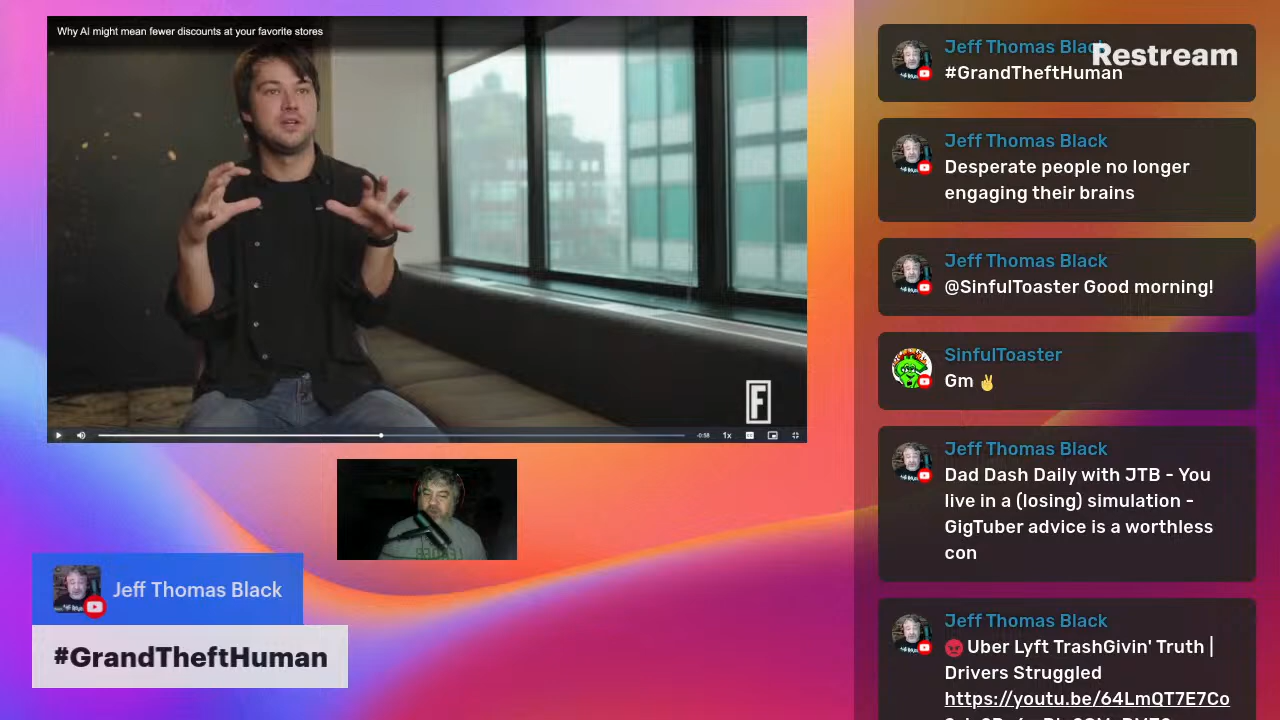 Why AI might mean fewer discounts at your favorite stores
F
-0:58
1x
Jeff Thomas Black
#GrandTheftHuman
Restream
Jeff Thomas Black
#GrandTheftHuman
Jeff Thomas Black
Desperate people no longer
engaging their brains
Jeff Thomas Black
@SinfulToaster Good morning!
SinfulToaster
Gm ✌️
Jeff Thomas Black
Dad Dash Daily with JTB - You
live in a (losing) simulation -
GigTuber advice is a worthless
con
Jeff Thomas Black
😡Uber Lyft TrashGivin' Truth |
Drivers Struggled
https://youtu.be/64LmQT7E7Co